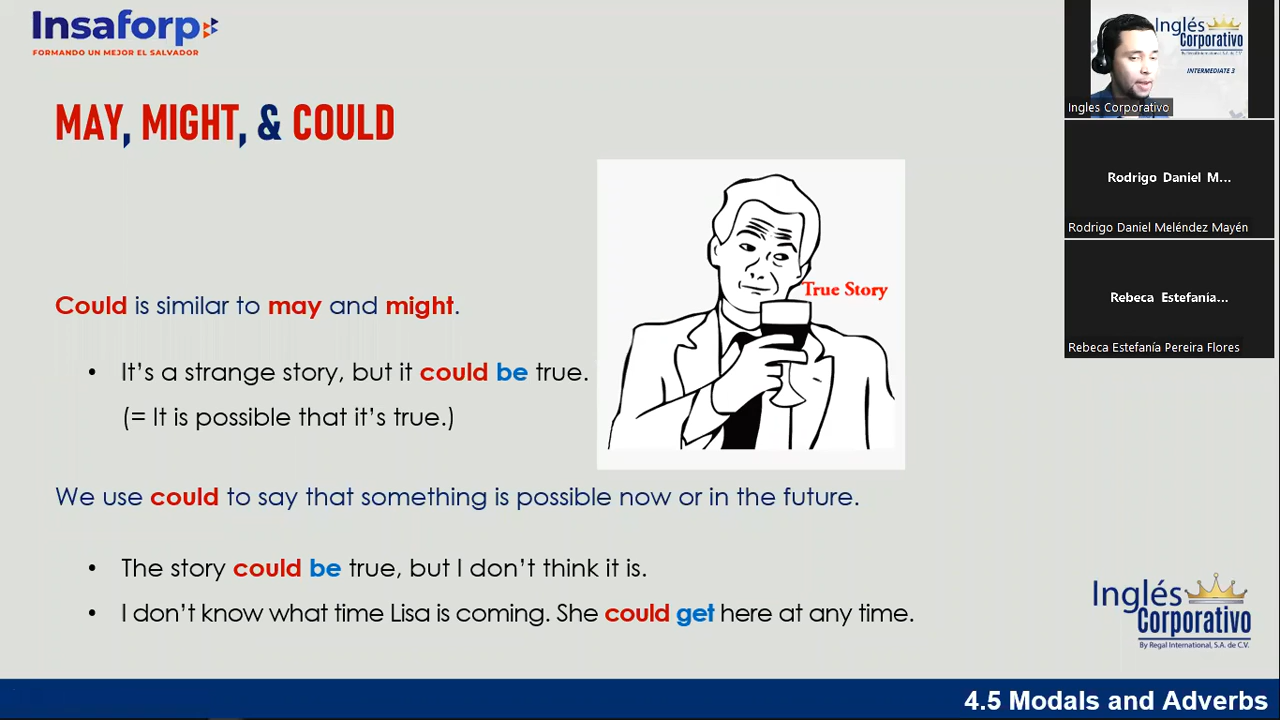 Insaforp
FORMANDO UN MEJOR EL SALVADOR
MAY, MIGHT, & COULD
True Story
Could is similar to may and might.
• It’s a strange story, but it could be true.
(= It is possible that it’s true.)
We use could to say that something is possible now or in the future.
• The story could be true, but I don’t think it is.
• I don’t know what time Lisa is coming. She could get here at any time.
Inglés
Corporativo
By Regal International, S.A. de C.V.
4.5 Modals and Adverbs
Inglés
Corporativo
By Regal International, S.A. de C.V.
INTERMEDIATE 3
Ingles Corporativo
Rodrigo Daniel M...
Rodrigo Daniel Meléndez Mayén
Rebeca Estefanía...
Rebeca Estefanía Pereira Flores